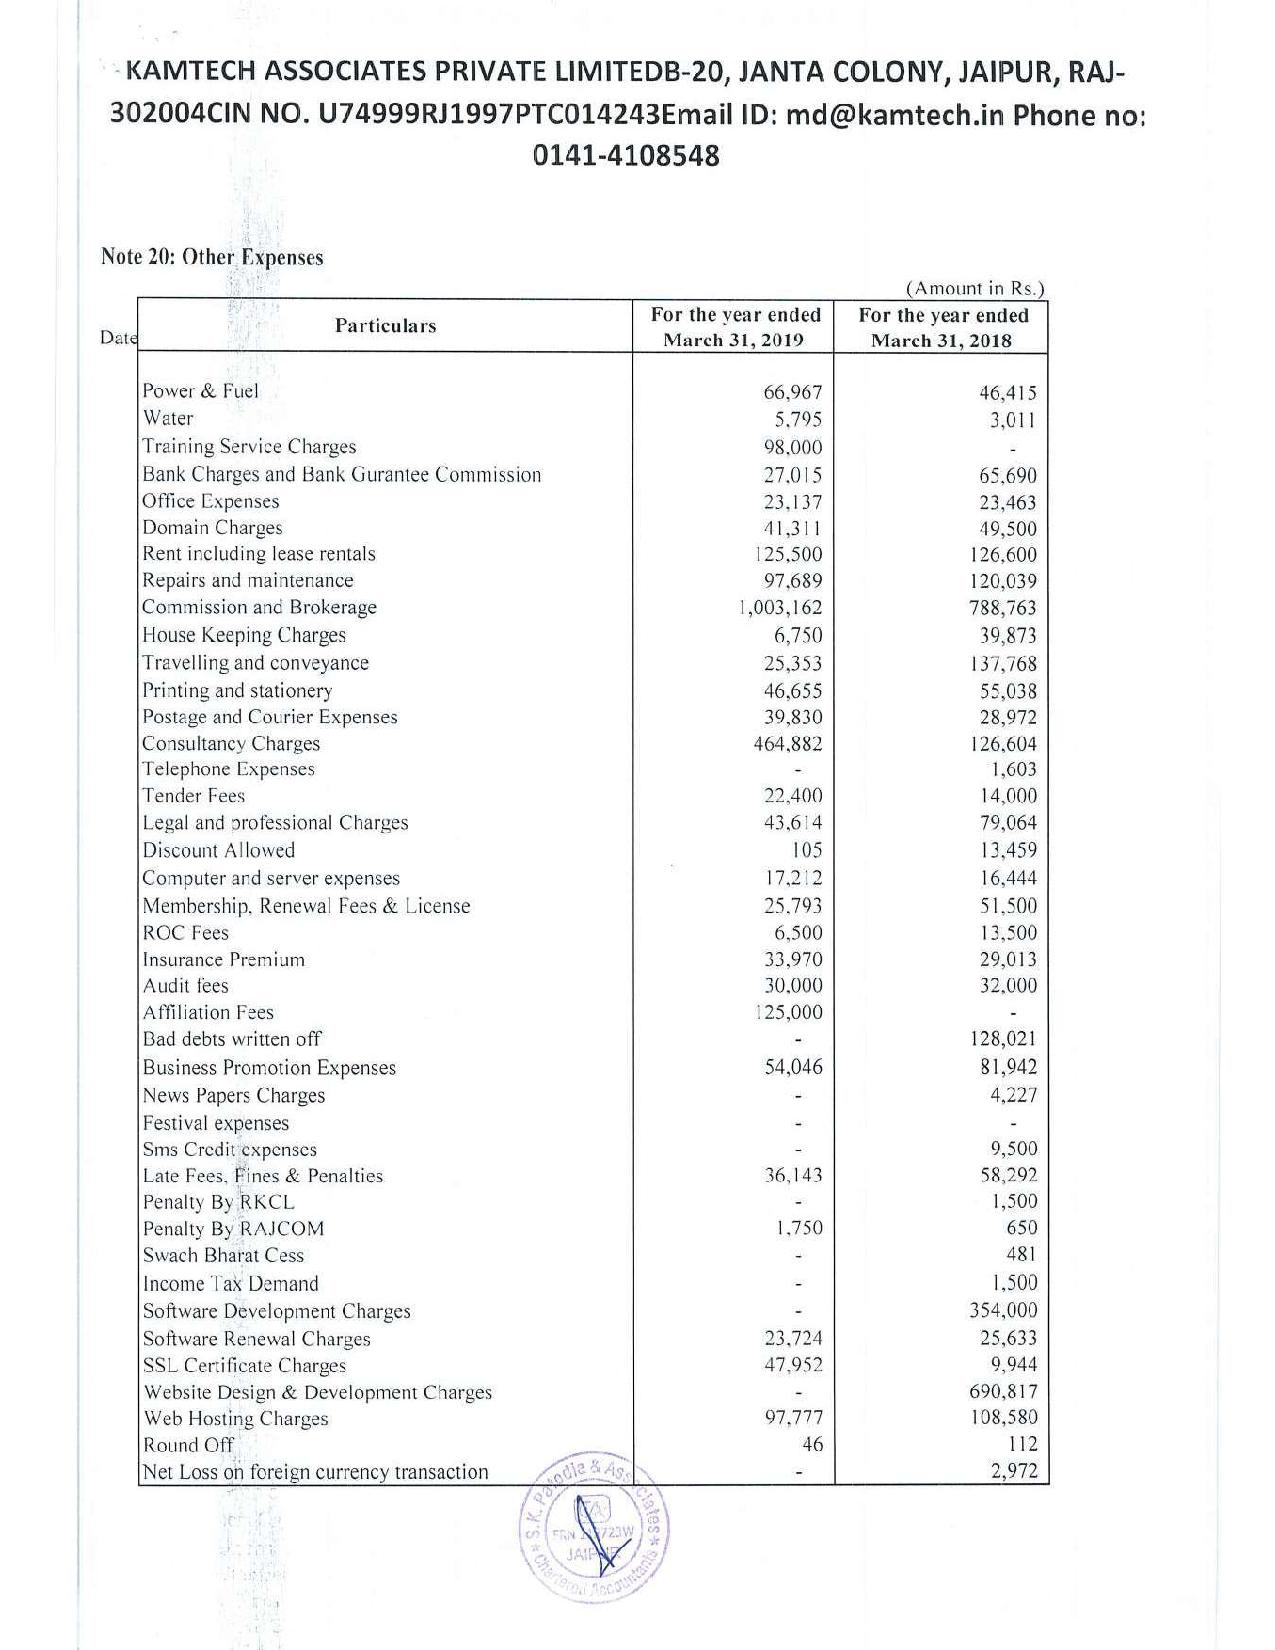 KAMTECH ASSOCIATES PRIVATE LIMITEDB-20, JANTA COLONY, JAIPUR, RAJ-
302004CIN NO. U74999RJ1997PTC014243Email ID: md@kamtech.in Phone no:
0141-4108548
Note 20: Other Expenses
(Amount in Rs.)
Date Particulars For the year ended March 31, 2019 For the year ended March 31, 2018
Power & Fuel 66,967 46,415
Water 5,795 3,011
Training Service Charges 98,000 -
Bank Charges and Bank Gurantee Commission 27,015 65,690
Office Expenses 23,137 23,463
Domain Charges 41,311 49,500
Rent including lease rentals 125,500 126,600
Repairs and maintenance 97,689 120,039
Commission and Brokerage 1,003,162 788,763
House Keeping Charges 6,750 39,873
Travelling and conveyance 25,353 137,768
Printing and stationery 46,655 55,038
Postage and Courier Expenses 39,830 28,972
Consultancy Charges 464,882 126,604
Telephone Expenses - 1,603
Tender Fees 22,400 14,000
Legal and professional Charges 43,614 79,064
Discount Allowed 105 13,459
Computer and server expenses 17,212 16,444
Membership, Renewal Fees & License 25,793 51,500
ROC Fees 6,500 13,500
Insurance Premium 33,970 29,013
Audit fees 30,000 32,000
Affiliation Fees 125,000 -
Bad debts written off - 128,021
Business Promotion Expenses 54,046 81,942
News Papers Charges - 4,227
Festival expenses - -
Sms Credit expenses - 9,500
Late Fees, Fines & Penalties 36,143 58,292
Penalty By RKCL - 1,500
Penalty By RAJCOM 1,750 650
Swach Bharat Cess - 481
Income Tax Demand - 1,500
Software Development Charges - 354,000
Software Renewal Charges 23,724 25,633
SSL Certificate Charges 47,952 9,944
Website Design & Development Charges - 690,817
Web Hosting Charges 97,777 108,580
Round Off 46 112
Net Loss on foreign currency transaction - 2,972
S.K. Patodia & Associates
FRN
JAIPUR
Chartered Accountants